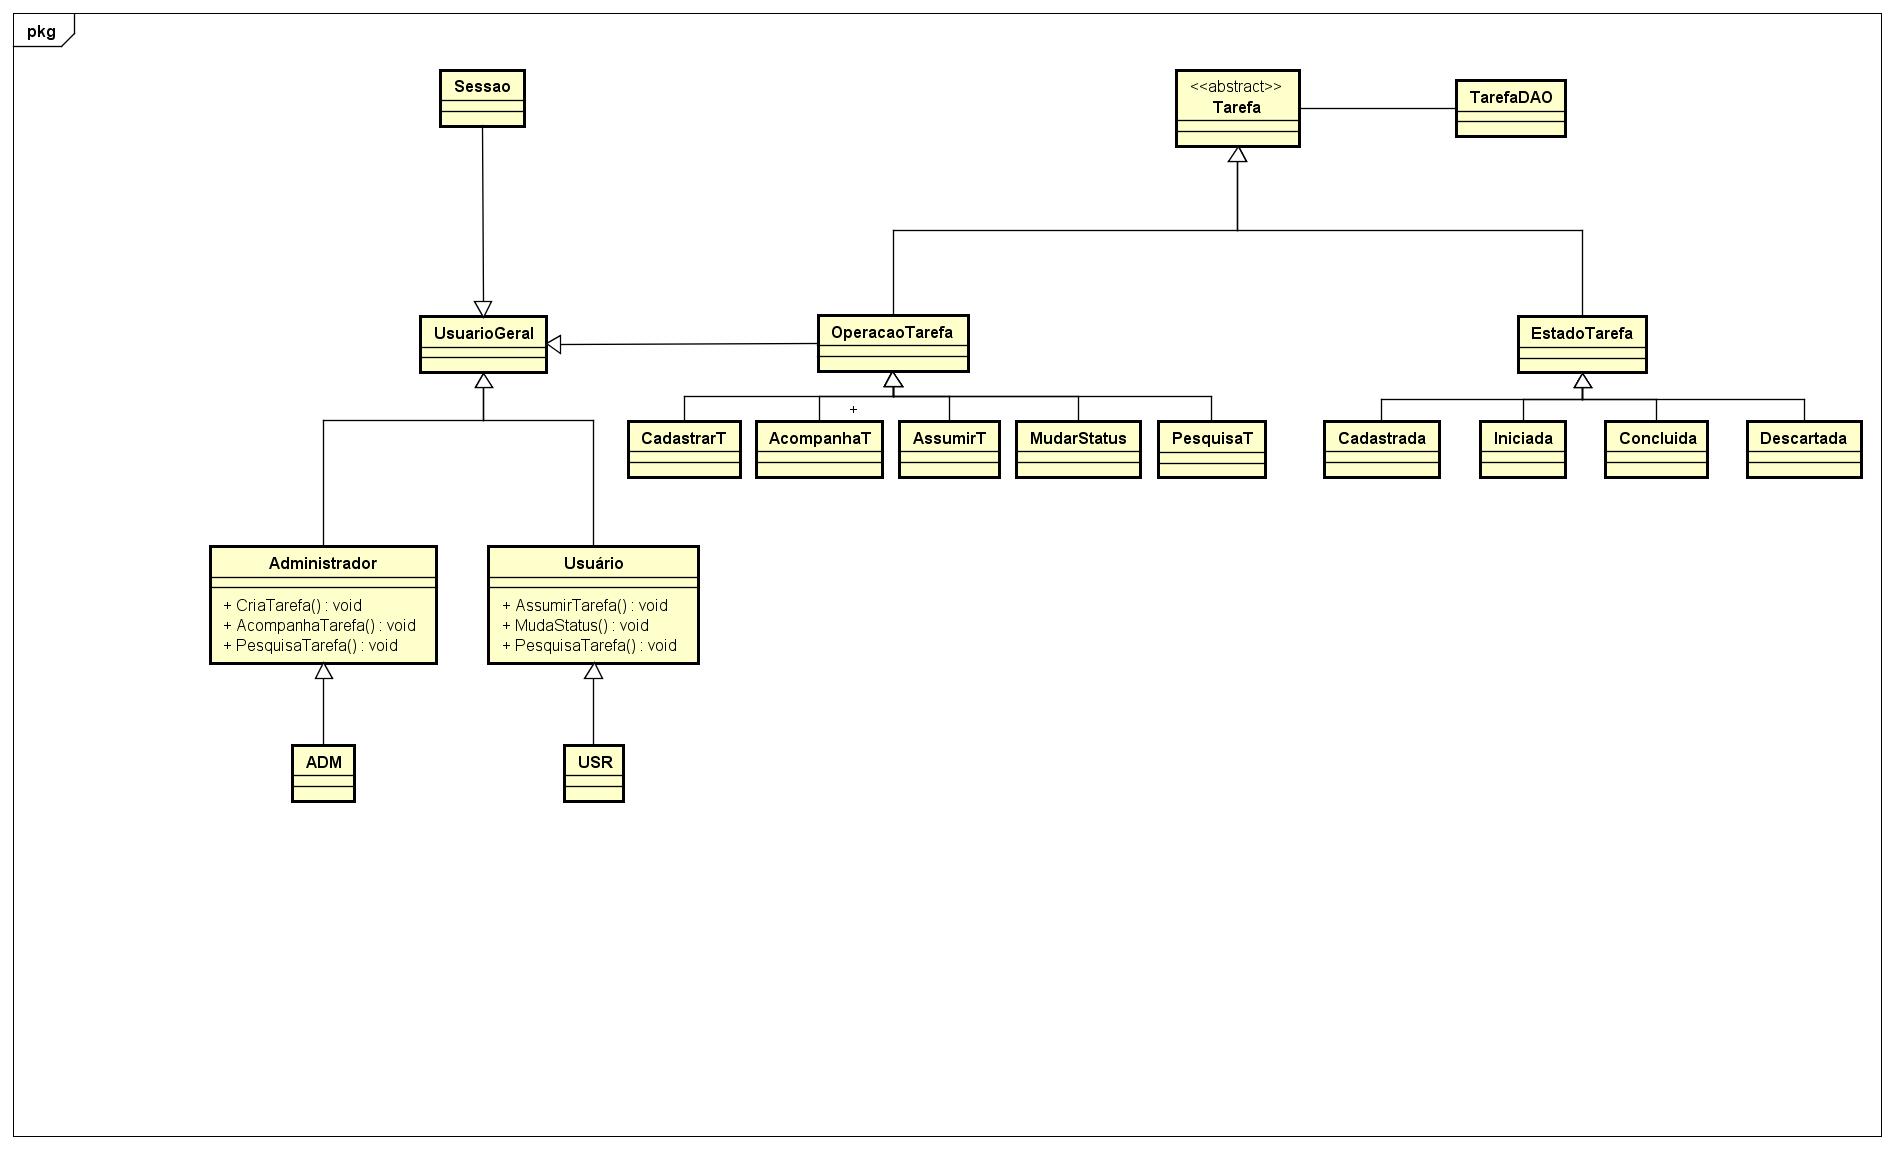 pkg
Sessao
<<abstract>>
Tarefa
TarefaDAO
UsuarioGeral
OperacaoTarefa
EstadoTarefa
+
CadastrarT
AcompanhaT
AssumirT
MudarStatus
PesquisaT
Cadastrada
Iniciada
Concluida
Descartada
Administrador
+ CriaTarefa() : void
+ AcompanhaTarefa() : void
+ PesquisaTarefa() : void
Usuário
+ AssumirTarefa() : void
+ MudaStatus() : void
+ PesquisaTarefa() : void
ADM
USR